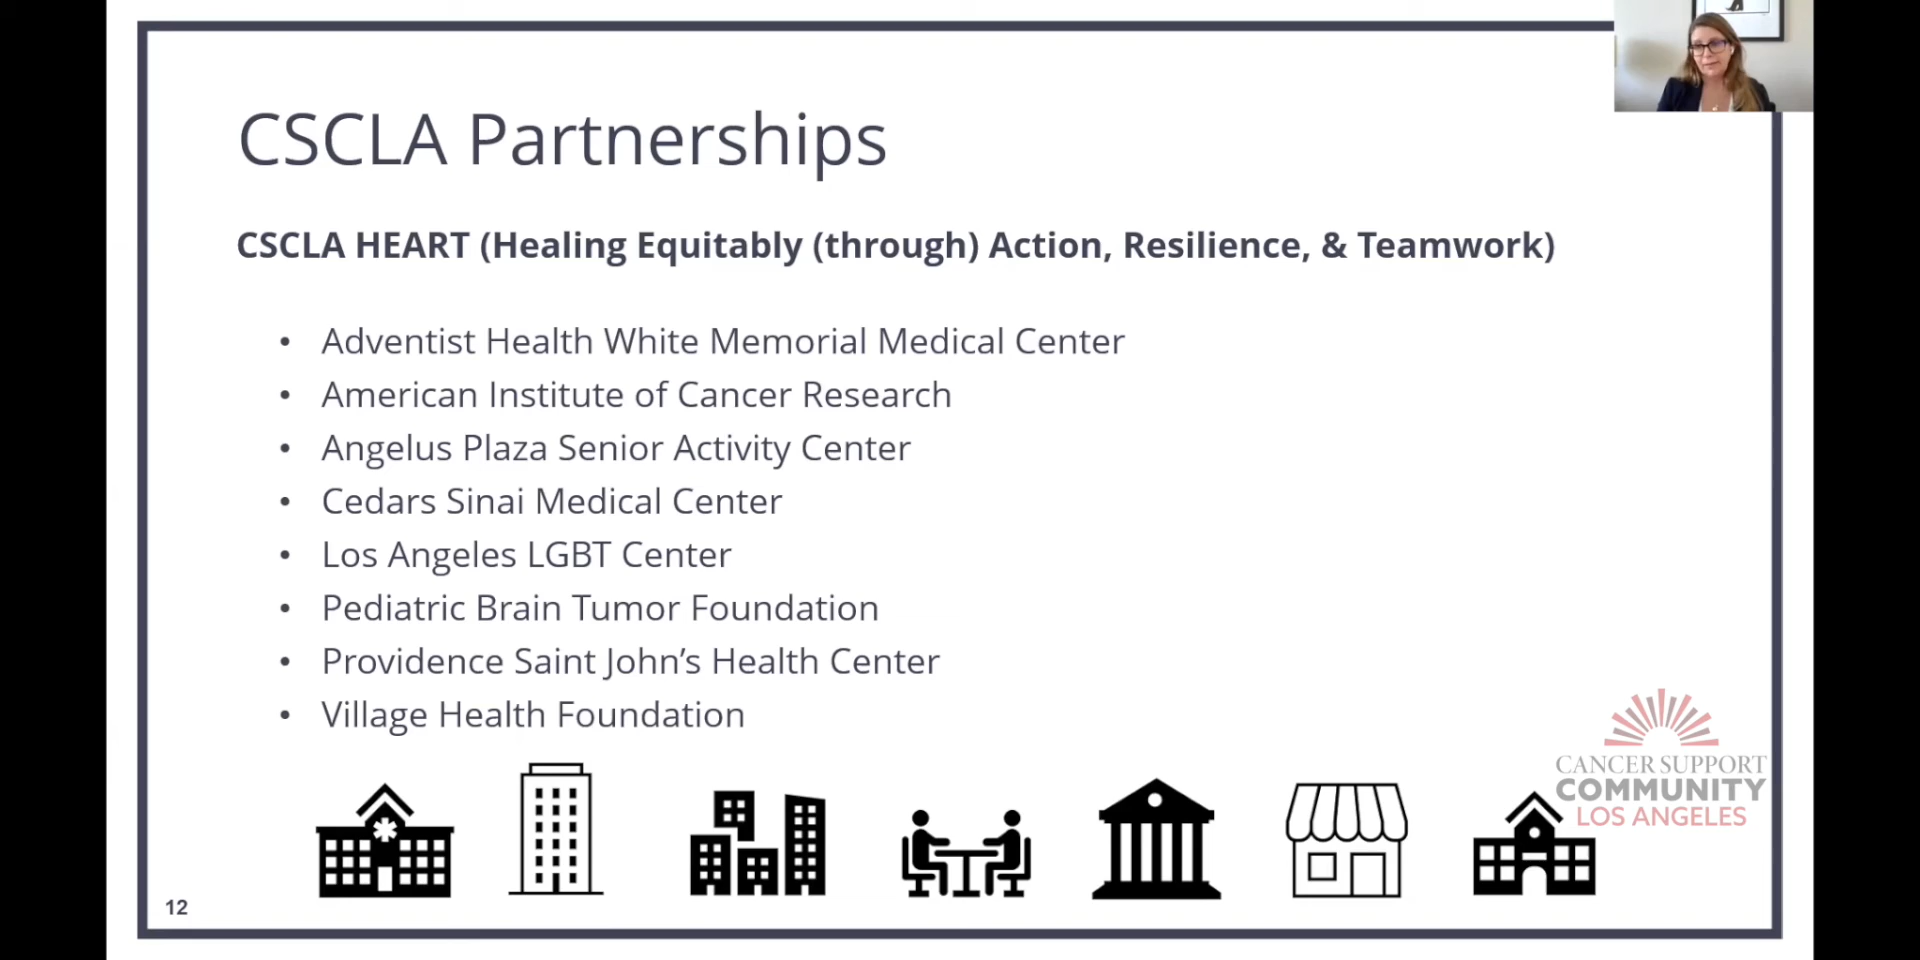 CSCLA Partnerships
CSCLA HEART (Healing Equitably (through) Action, Resilience, & Teamwork)
• Adventist Health White Memorial Medical Center
• American Institute of Cancer Research
• Angelus Plaza Senior Activity Center
• Cedars Sinai Medical Center
• Los Angeles LGBT Center
• Pediatric Brain Tumor Foundation
• Providence Saint John’s Health Center
• Village Health Foundation
CANCER SUPPORT
COMMUNITY
LOS ANGELES
12